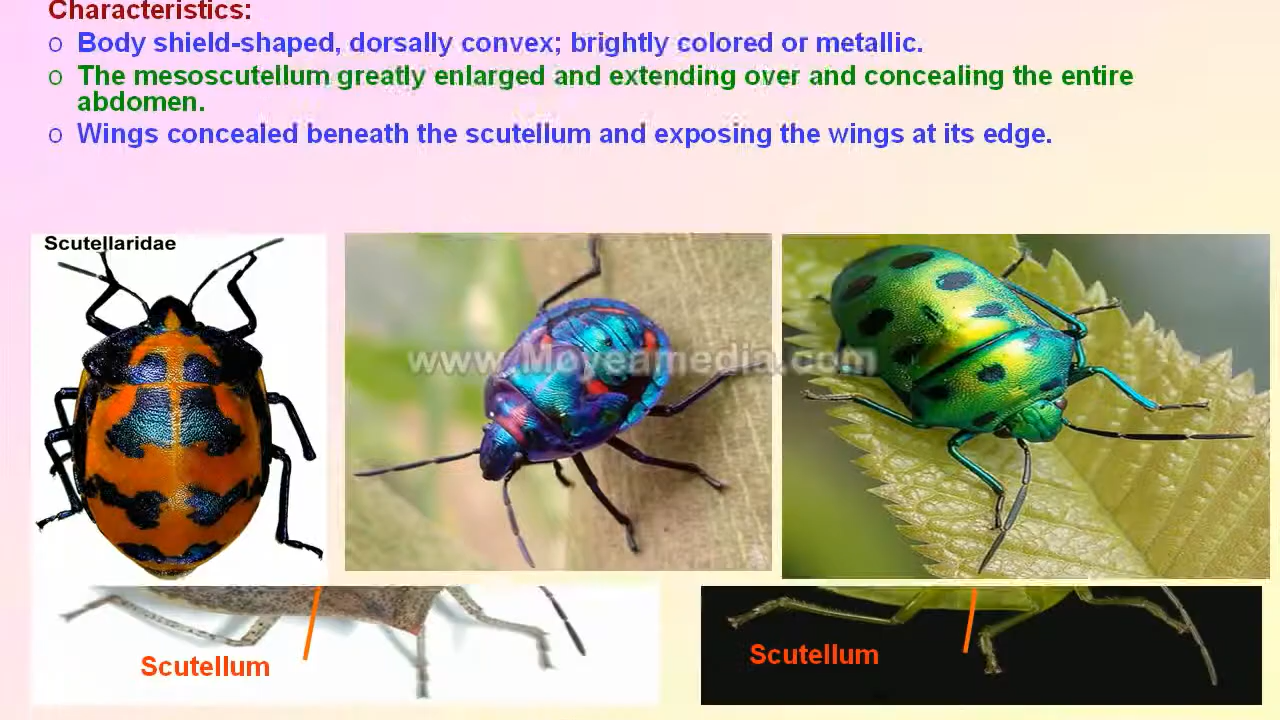 Characteristics:
o Body shield-shaped, dorsally convex; brightly colored or metallic.
o The mesoscutellum greatly enlarged and extending over and concealing the entire
abdomen.
o Wings concealed beneath the scutellum and exposing the wings at its edge.
Scutellaridae
www.Moyeamedia.com
Scutellum
Scutellum